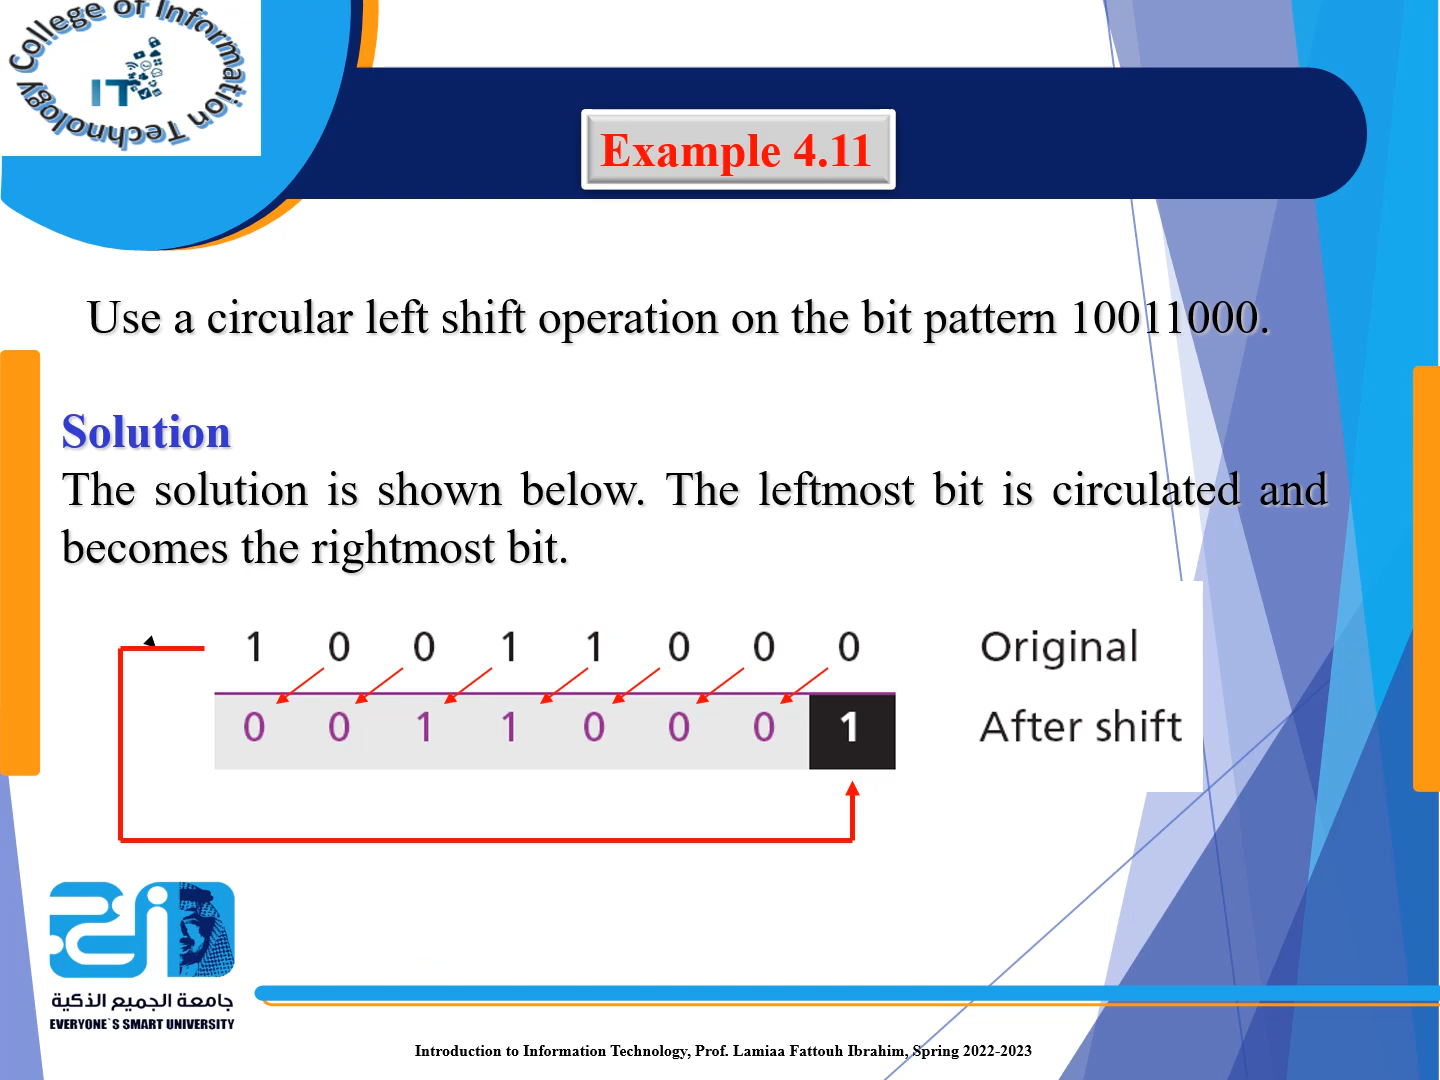 College of Information Technology
IT
Example 4.11
Use a circular left shift operation on the bit pattern 10011000.
Solution
The solution is shown below. The leftmost bit is circulated and
becomes the rightmost bit.
1 0 0 1 1 0 0 0 Original
0 0 1 1 0 0 0 1 After shift
جامعة الجميع الذكية
EVERYONE`S SMART UNIVERSITY
Introduction to Information Technology, Prof. Lamiaa Fattouh Ibrahim, Spring 2022-2023